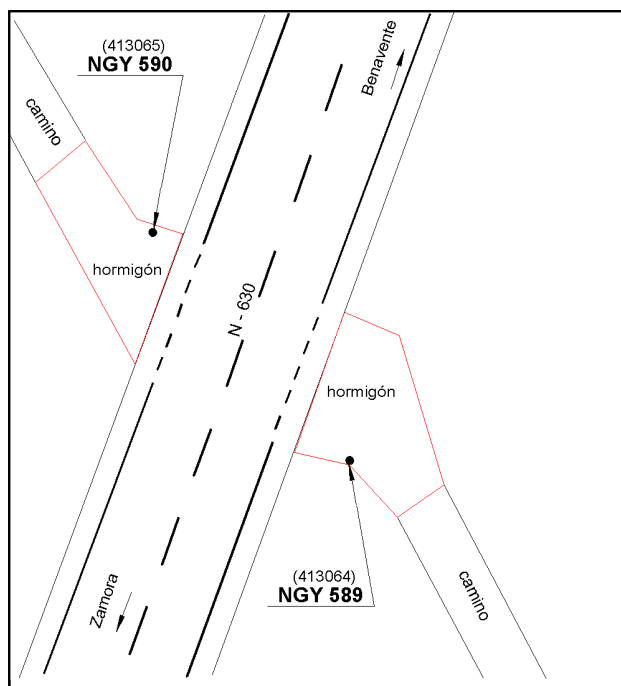 (413065)
NGY 590
Benavente
camino
hormigón
N - 630
hormigón
Zamora
(413064)
NGY 589
camino